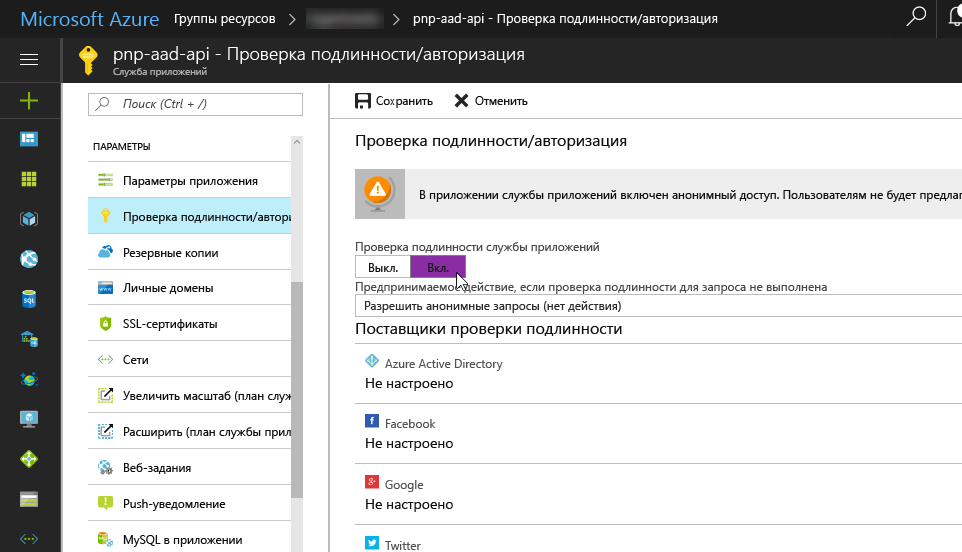 Microsoft Azure Группы ресурсов > > pnp-aad-api - Проверка подлинности/авторизация
pnp-aad-api - Проверка подлинности/авторизация
Служба приложений
Поиск (Ctrl + /)
ПАРАМЕТРЫ
Параметры приложения
Проверка подлинности/автори
Резервные копии
Личные домены
SSL-сертификаты
Сети
Увеличить масштаб (план служ
Расширить (план службы прил
Веб-задания
Push-уведомление
MySQL в приложении
Сохранить Отменить
Проверка подлинности/авторизация
В приложении службы приложений включен анонимный доступ. Пользователям не будет предлаг
Проверка подлинности службы приложений
Выкл. Вкл.
Предпринимаемое действие, если проверка подлинности для запроса не выполнена
Разрешить анонимные запросы (нет действия)
Поставщики проверки подлинности
Azure Active Directory
Не настроено
Facebook
Не настроено
Google
Не настроено
Twitter